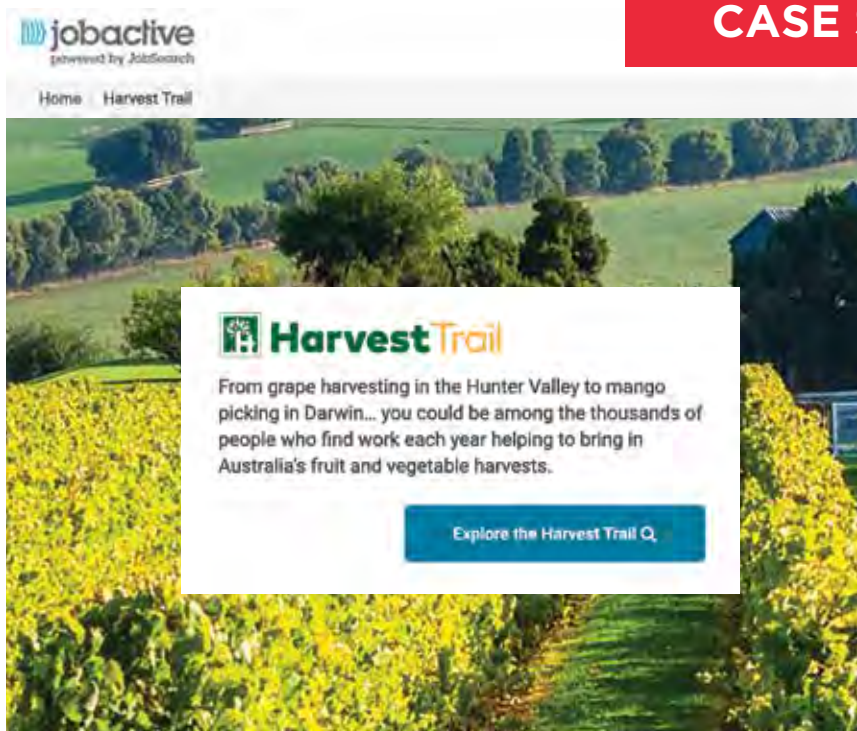 jobactive
powered by JobSearch
CASE
Home Harvest Trail
HarvestTrail
From grape harvesting in the Hunter Valley to mango
picking in Darwin... you could be among the thousands of
people who find work each year helping to bring in
Australia's fruit and vegetable harvests.
Explore the Harvest Trail